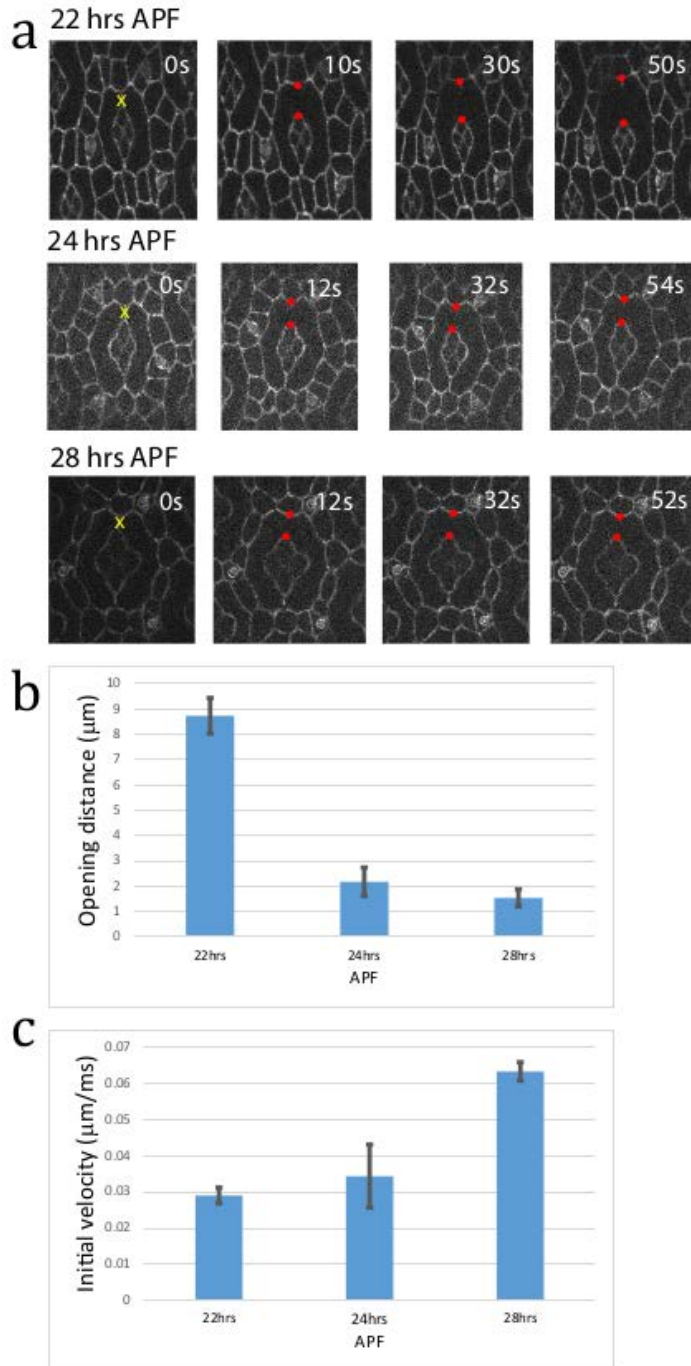 a
22 hrs APF
0s 10s 30s 50s
24 hrs APF
0s 12s 32s 54s
28 hrs APF
0s 12s 32s 52s
b
Opening distance (μm)
10
9
8
7
6
5
4
3
2
1
0
22hrs 24hrs 28hrs
APF
c
Initial velocity (μm/ms)
0.07
0.06
0.05
0.04
0.03
0.02
0.01
0
22hrs 24hrs 28hrs
APF